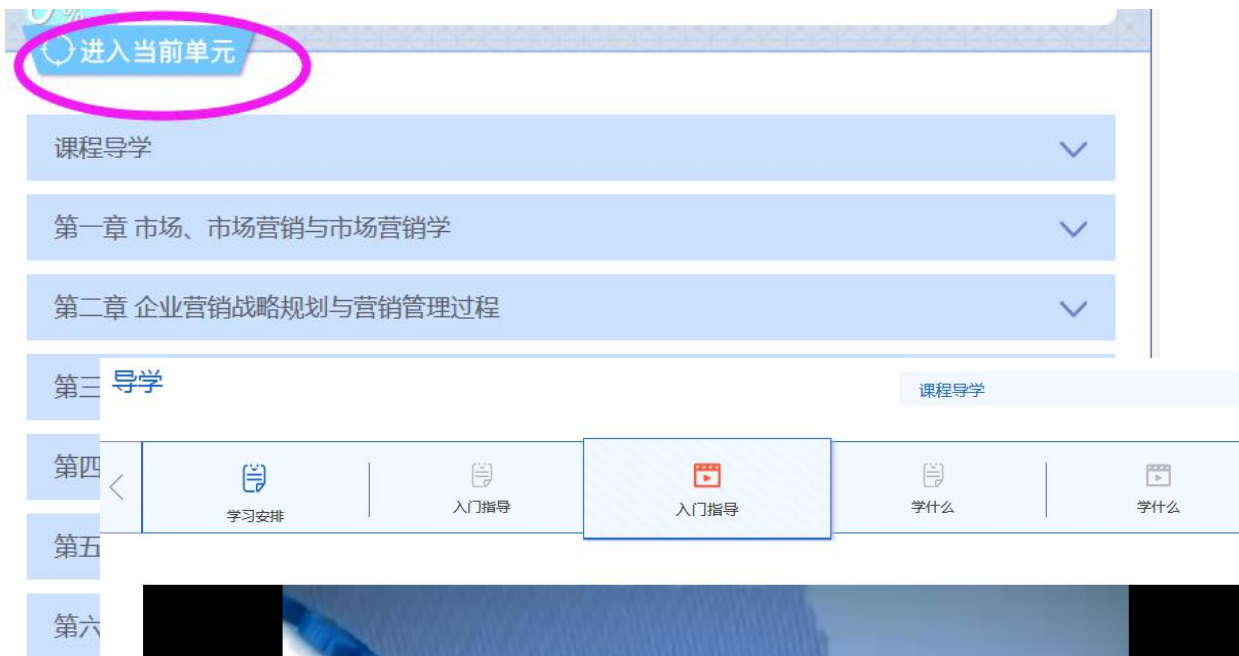 %
进入当前单元
课程导学
第一章 市场、市场营销与市场营销学
第二章 企业营销战略规划与营销管理过程
第三
导学
课程导学
第四
学习安排
入门指导
入门指导
学什么
学什么
第五
第六